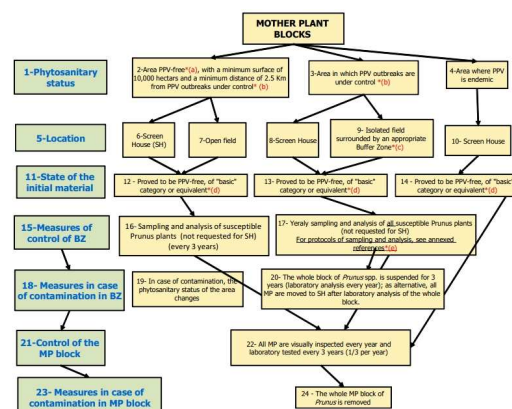 MOTHER PLANT
BLOCKS
1-Phytosanitary
status
2-Area PPV-free*(a), with a minimum surface of
10,000 hectars and a minimum distance of 2.5 Km
from PPV outbreaks under control* (b)
3-Area in which PPV outbreaks are
under control *(b)
4-Area where PPV
is endemic
5-Location
6-Screen
House (SH)
7-Open field
8-Screen House
9- Isolated field
surrounded by an appropriate
Buffer Zone*(c)
10- Screen House
11-State of the
initial material
12 - Proved to be PPV-free, of "basic"
category or equivalent*(d)
13- Proved to be PPV-free, of "basic"
category or equivalent*(d)
14 - Proved to be PPV-free, of "basic"
category or equivalent*(d)
15-Measures of
control of BZ
16- Sampling and analysis of susceptible
Prunus plants (not requested for SH)
(every 3 years)
17- Yeraly sampling and analysis of all susceptible Prunus plants
(not requested for SH)
For protocols of sampling and analysis, see annexed
references*(e)
18- Measures in case
of contamination in BZ
19- In case of contamination, the
phytosanitary status of the area
changes
20- The whole block of Prunus spp. is suspended for 3
years (laboratory analysis every year); as alternative, all
MP are moved to SH after laboratory analysis of the whole
block.
21-Control of the
MP block
22- All MP are visually inspected every year and
laboratory tested every 3 years (1/3 per year)
23- Measures in case of
contamination in MP block
24 - The whole MP block of
Prunus is removed